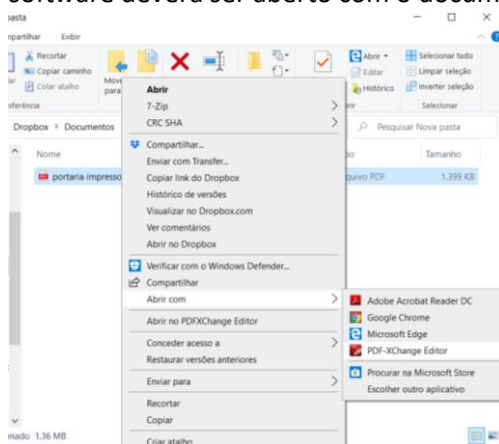 software deverá ser aberto com o docum
pasta
npartilhar Exibir
Recortar
Copiar caminho
Colar atalho
Move
para
Abrir
Editar
Histórico
Selecionar tudo
Limpar seleção
Inverter seleção
Selecionar
Dropbox > Documentos
Pesquisar Nova pasta
Nome
Tamanho
portaria impresso
quivo PDF
1.399 KB
Abrir
7-Zip
CRC SHA
Compartilhar...
Enviar com Transfer...
Copiar link do Dropbox
Histórico de versões
Visualizar no Dropbox.com
Ver comentários
Abrir no Dropbox
Verificar com o Windows Defender...
Compartilhar
Abrir com
Abrir no PDFXChange Editor
Conceder acesso a
Restaurar versões anteriores
Enviar para
Recortar
Copiar
Criar atalho
Adobe Acrobat Reader DC
Google Chrome
Microsoft Edge
PDF-XChange Editor
Procurar na Microsoft Store
Escolher outro aplicativo
onado 1,36 MB